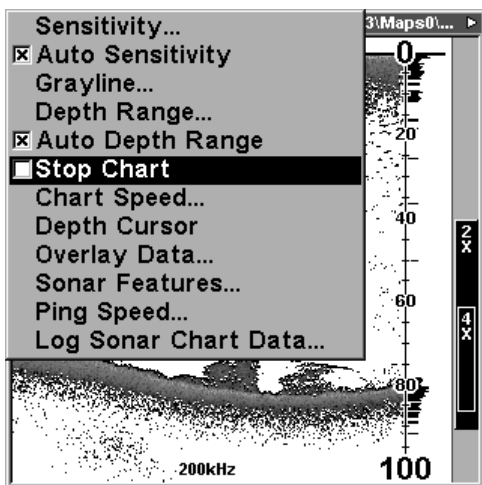 Sensitivity...
3\Maps0\...
Auto Sensitivity
Grayline...
Depth Range...
Auto Depth Range
Stop Chart
Chart Speed...
Depth Cursor
Overlay Data...
Sonar Features...
Ping Speed...
Log Sonar Chart Data...
0
20
40
60
80
100
2X
4X
200kHz